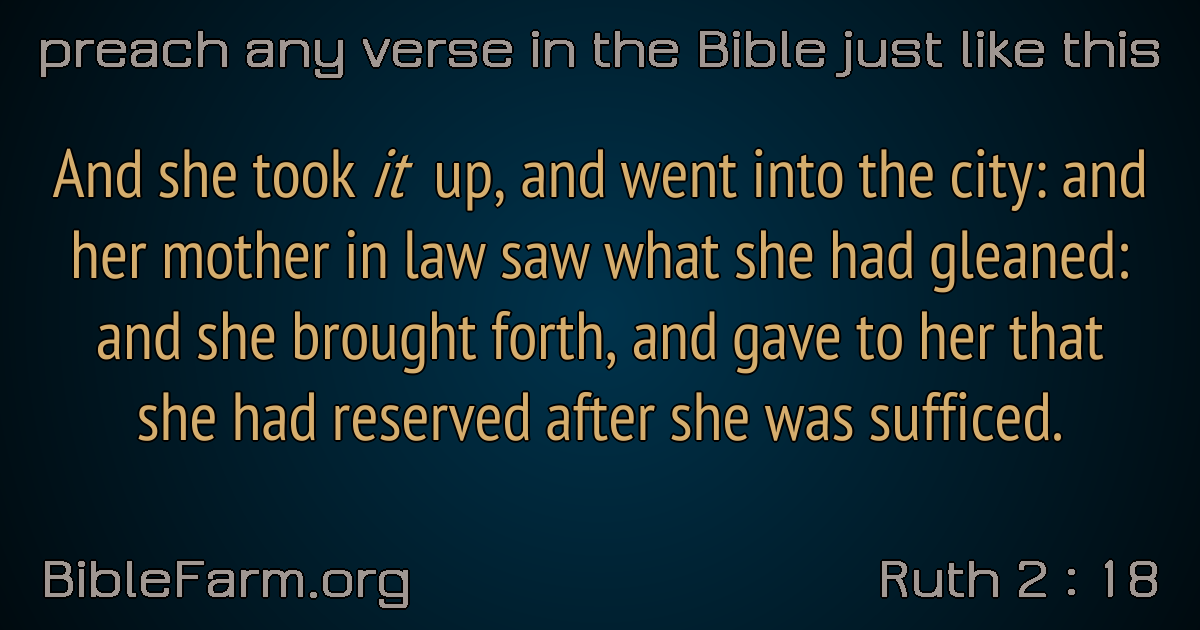 preach any verse in the Bible just like this
And she took it up, and went into the city: and
her mother in law saw what she had gleaned:
and she brought forth, and gave to her that
she had reserved after she was sufficed.
BibleFarm.org
Ruth 2 : 18